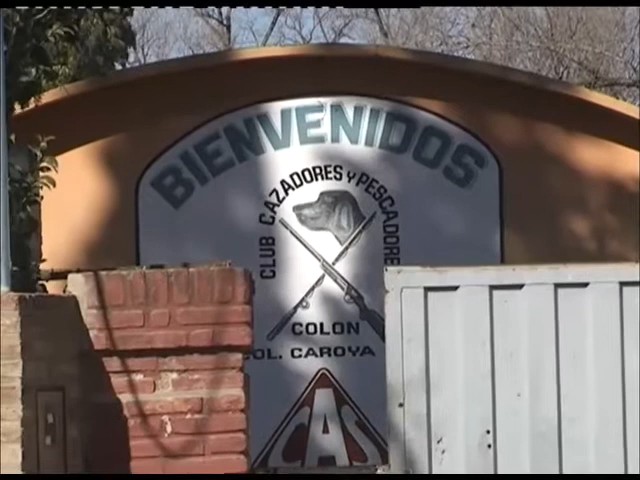 BIENVENIDOS
CLUB CAZADORES Y PESCADORE
COLON
OL. CAROYA
CAS